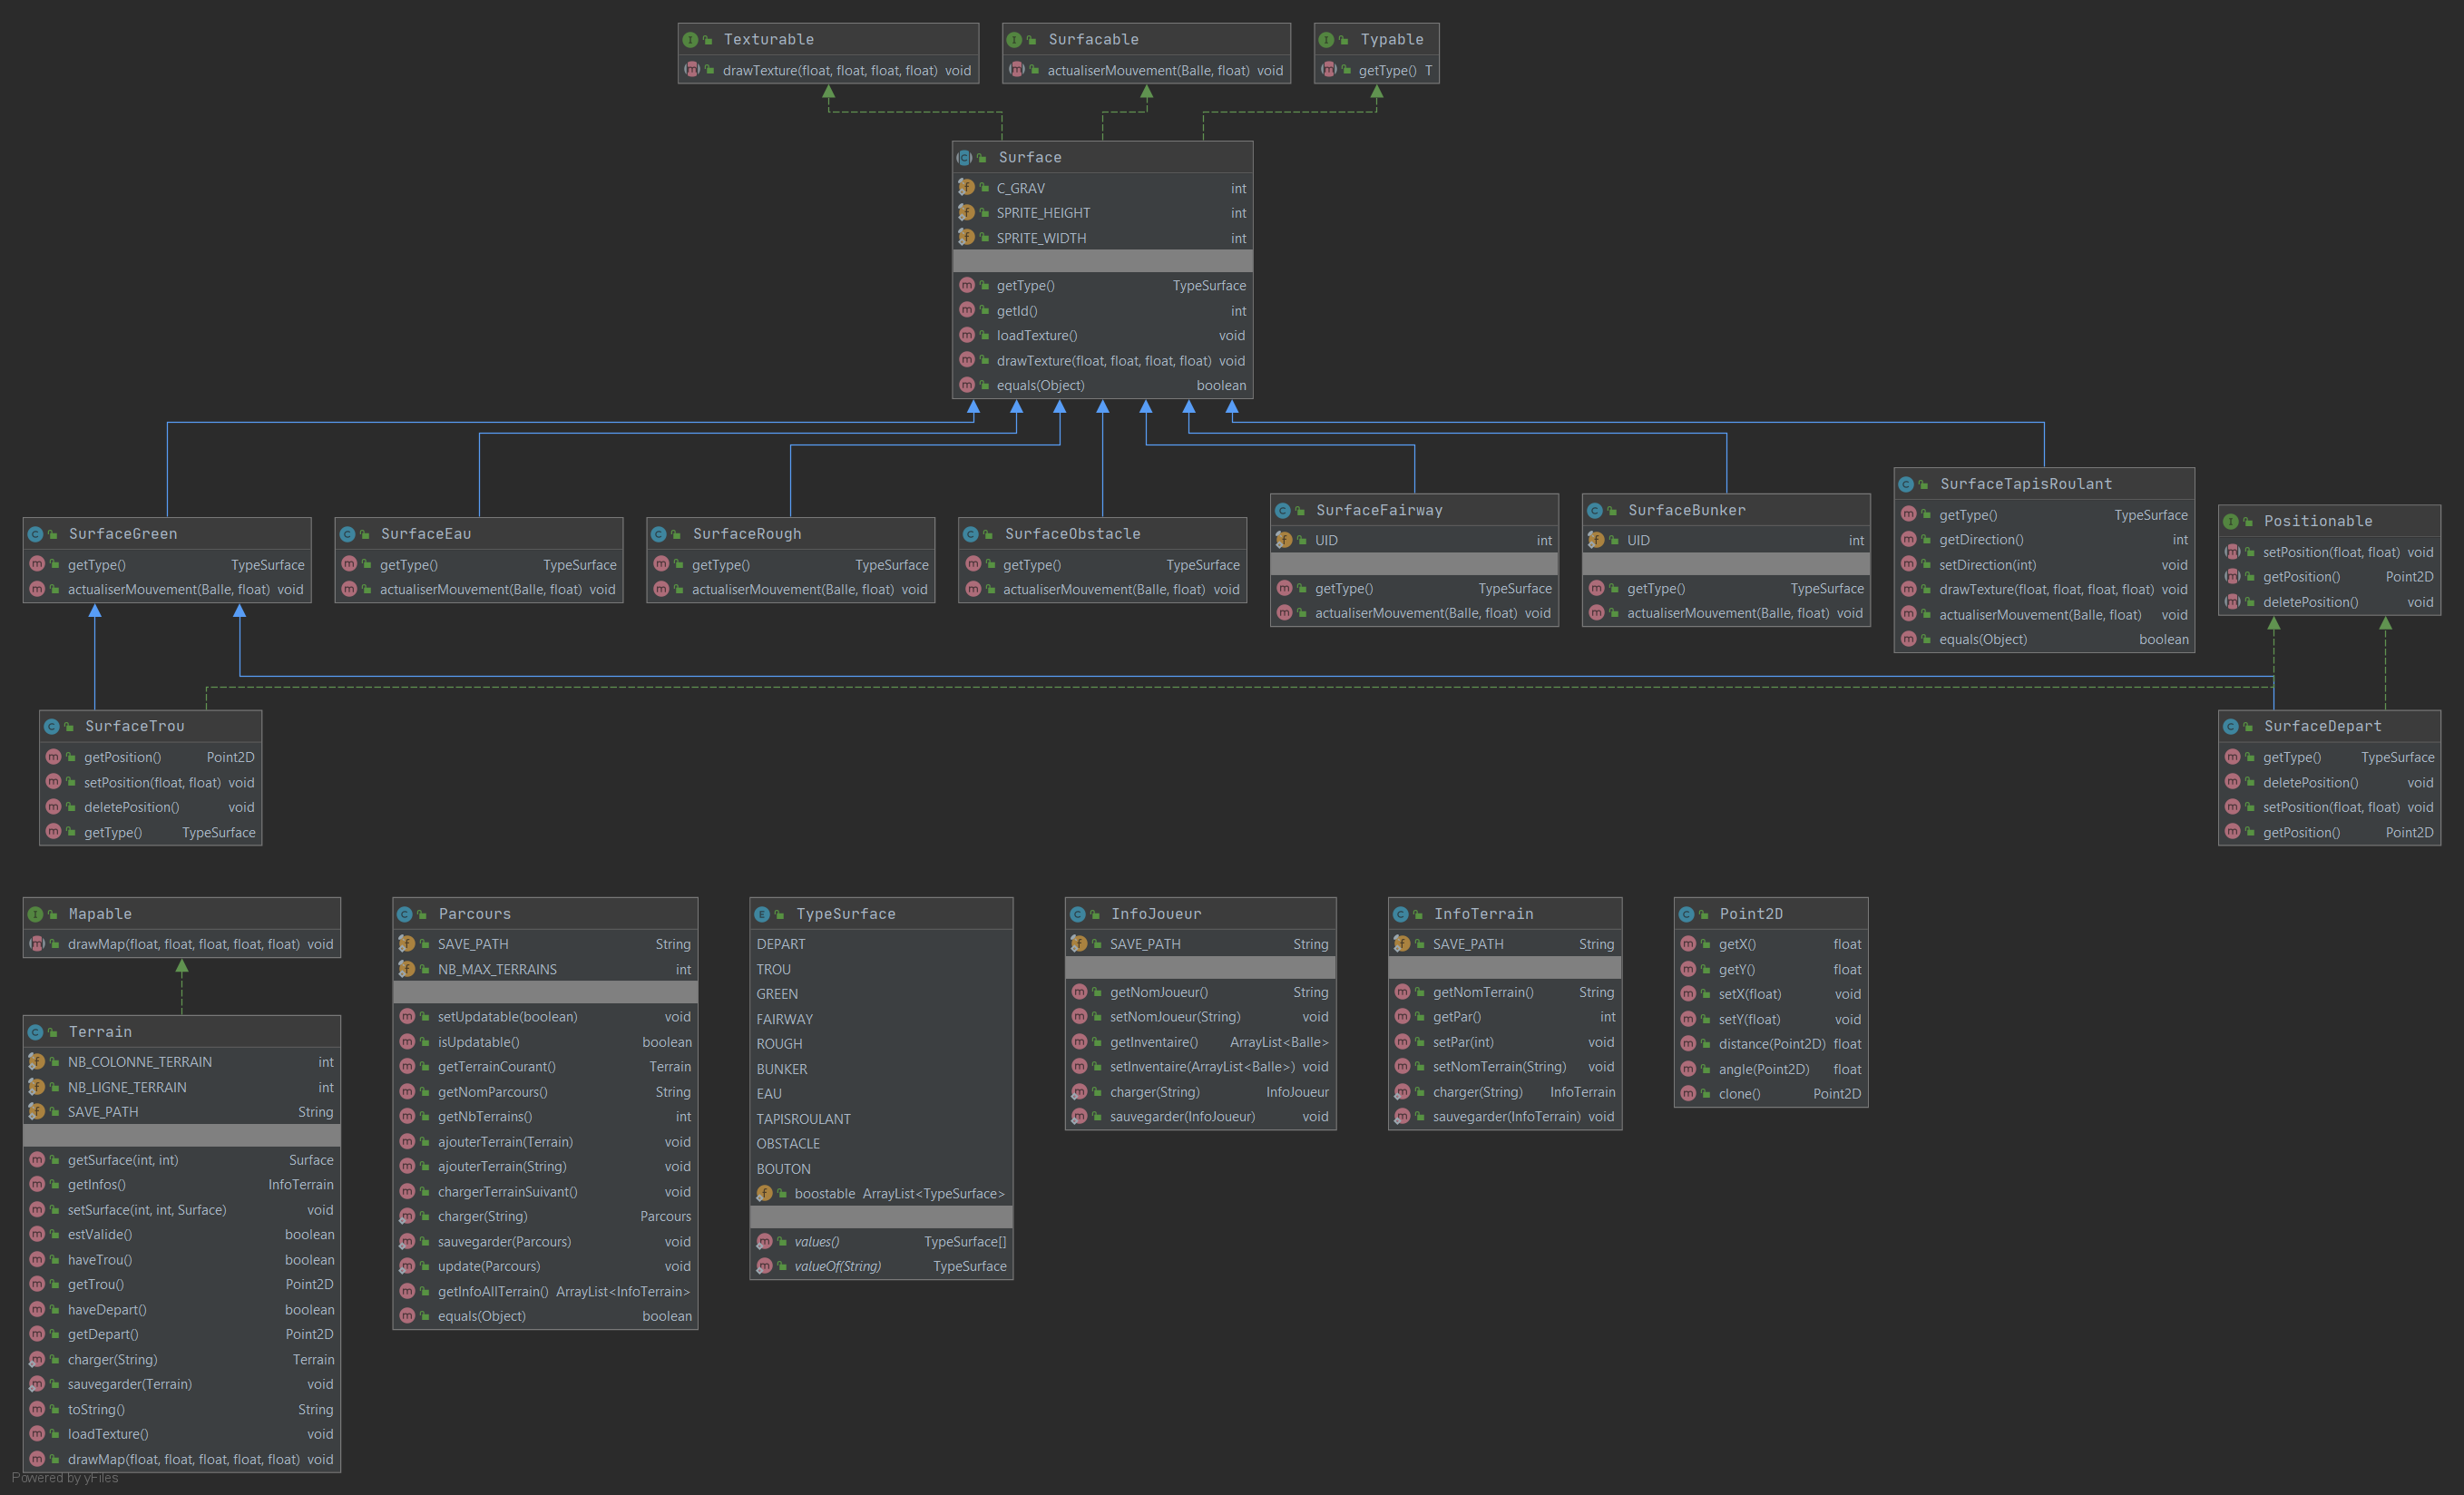 Texturable
drawTexture(float, float, float, float) void
Surfacable
actualiserMouvement(Balle, float) void
Typable
getType() T
Surface
C_GRAV int
SPRITE_HEIGHT int
SPRITE_WIDTH int
getType() TypeSurface
getId() int
loadTexture() void
drawTexture(float, float, float, float) void
equals(Object) boolean
SurfaceGreen
getType() TypeSurface
actualiserMouvement(Balle, float) void
SurfaceEau
getType() TypeSurface
actualiserMouvement(Balle, float) void
SurfaceRough
getType() TypeSurface
actualiserMouvement(Balle, float) void
SurfaceObstacle
getType() TypeSurface
actualiserMouvement(Balle, float) void
SurfaceFairway
UID int
getType() TypeSurface
actualiserMouvement(Balle, float) void
SurfaceBunker
UID int
getType() TypeSurface
actualiserMouvement(Balle, float) void
SurfaceTapisRoulant
getType() TypeSurface
getDirection() int
setDirection(int) void
drawTexture(float, float, float, float) void
actualiserMouvement(Balle, float) void
equals(Object) boolean
Positionable
setPosition(float, float) void
getPosition() Point2D
deletePosition() void
SurfaceTrou
getPosition() Point2D
setPosition(float, float) void
deletePosition() void
getType() TypeSurface
SurfaceDepart
getType() TypeSurface
deletePosition() void
setPosition(float, float) void
getPosition() Point2D
Mapable
drawMap(float, float, float, float, float) void
Terrain
NB_COLONNE_TERRAIN int
NB_LIGNE_TERRAIN int
SAVE_PATH String
getSurface(int, int) Surface
getInfos() InfoTerrain
setSurface(int, int, Surface) void
estValide() boolean
haveTrou() boolean
getTrou() Point2D
haveDepart() boolean
getDepart() Point2D
charger(String) Terrain
sauvegarder(Terrain) void
toString() String
loadTexture() void
drawMap(float, float, float, float, float) void
Parcours
SAVE_PATH String
NB_MAX_TERRAINS int
setUpdatable(boolean) void
isUpdatable() boolean
getTerrainCourant() Terrain
getNomParcours() String
getNbTerrains() int
ajouterTerrain(Terrain) void
ajouterTerrain(String) void
chargerTerrainSuivant() void
charger(String) Parcours
sauvegarder(Parcours) void
update(Parcours) void
getInfoAllTerrain() ArrayList<InfoTerrain>
equals(Object) boolean
TypeSurface
DEPART
TROU
GREEN
FAIRWAY
ROUGH
BUNKER
EAU
TAPISROULANT
OBSTACLE
BOUTON
boostable ArrayList<TypeSurface>
values() TypeSurface[]
valueOf(String) TypeSurface
InfoJoueur
SAVE_PATH String
getNomJoueur() String
setNomJoueur(String) void
getInventaire() ArrayList<Balle>
setInventaire(ArrayList<Balle>) void
charger(String) InfoJoueur
sauvegarder(InfoJoueur) void
InfoTerrain
SAVE_PATH String
getNomTerrain() String
getPar() int
setPar(int) void
setNomTerrain(String) void
charger(String) InfoTerrain
sauvegarder(InfoTerrain) void
Point2D
getX() float
getY() float
setX(float) void
setY(float) void
distance(Point2D) float
angle(Point2D) float
clone() Point2D
Powered by yFiles